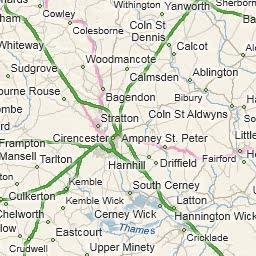 Withington
Yanworth
Sherborn
Cowley
Coln St
Dennis
Colesborne
ham
Whiteway
Calcot
Woodmancote
Sudgrove
Calmsden
Ablington
Bagendon
Bibury
bourne Rouse
Coln St Aldwyns
Stratton
Cirencester
Ampney St. Peter
Little
Frampton
Mansell
Tarlton
Fairford
Driffield
Harnhill
Kemble
South Cerney
Culkerton
Kemble Wick
Latton
Chelworth
Cerney Wick
Hannington Wick
Thames
Eastcourt
Cricklade
Crudwell
Upper Minety